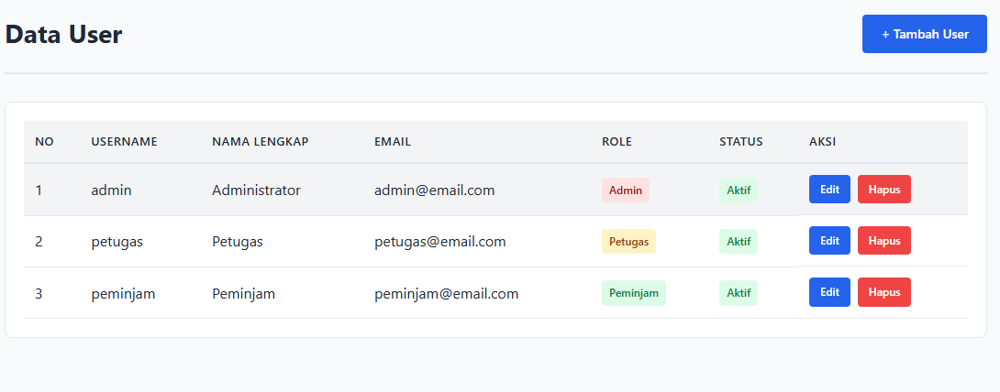 Data User
+ Tambah User
NO USERNAME NAMA LENGKAP EMAIL ROLE STATUS AKSI
1 admin Administrator admin@email.com Admin Aktif Edit Hapus
2 petugas Petugas petugas@email.com Petugas Aktif Edit Hapus
3 peminjam Peminjam peminjam@email.com Peminjam Aktif Edit Hapus